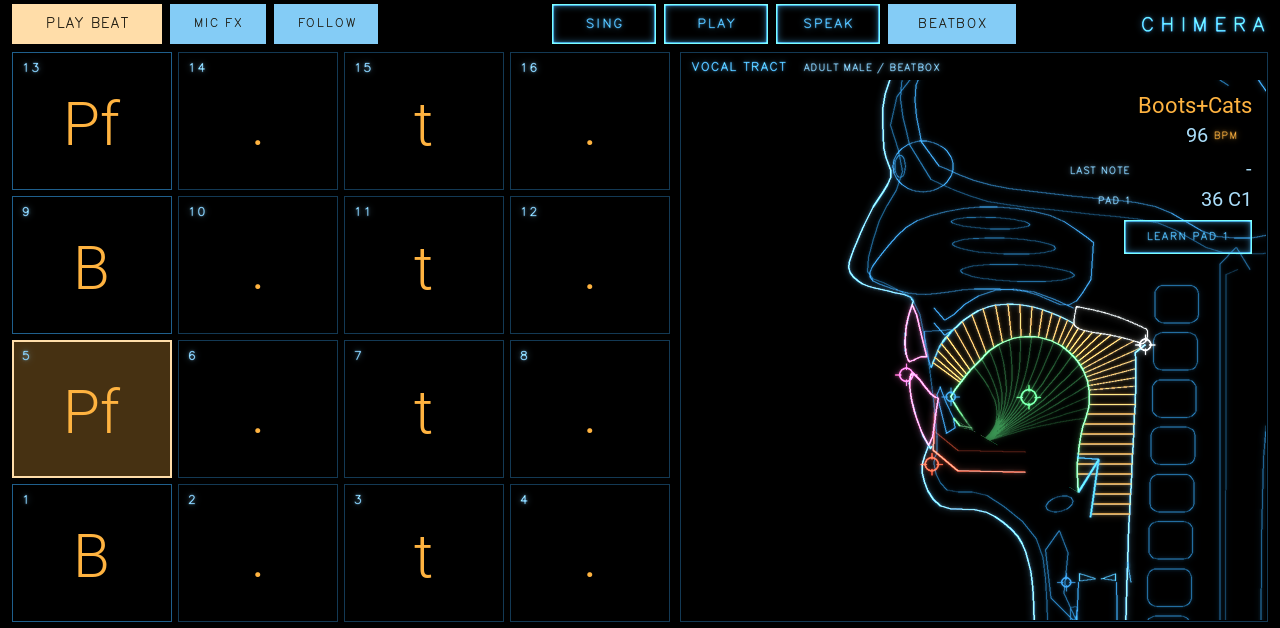 PLAY BEAT MIC FX FOLLOW SING PLAY SPEAK BEATBOX CHIMERA
VOCAL TRACT ADULT MALE / BEATBOX
Boots+Cats
96 BPM
LAST NOTE -
PAD 1 36 C1
LEARN PAD 1
13 14 15 16
Pf . t .
9 10 11 12
B . t .
5 6 7 8
Pf . t .
1 2 3 4
B . t .